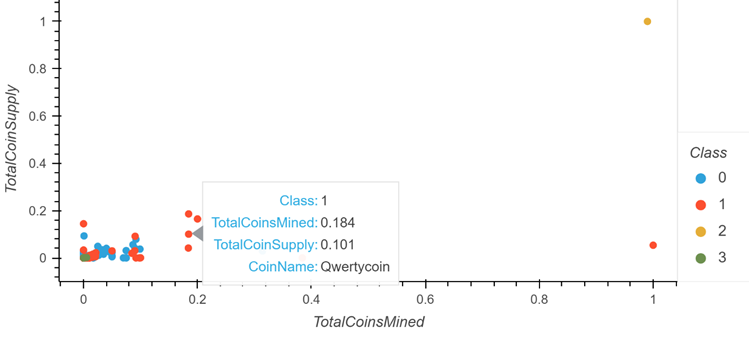 1
0.8
0.6
0.4
0.2
0
TotalCoinSupply
Class: 1
TotalCoinsMined: 0.184
TotalCoinSupply: 0.101
CoinName: Qwertycoin
0 0.2 0.4 0.6 0.8 1
TotalCoinsMined
Class
0
1
2
3